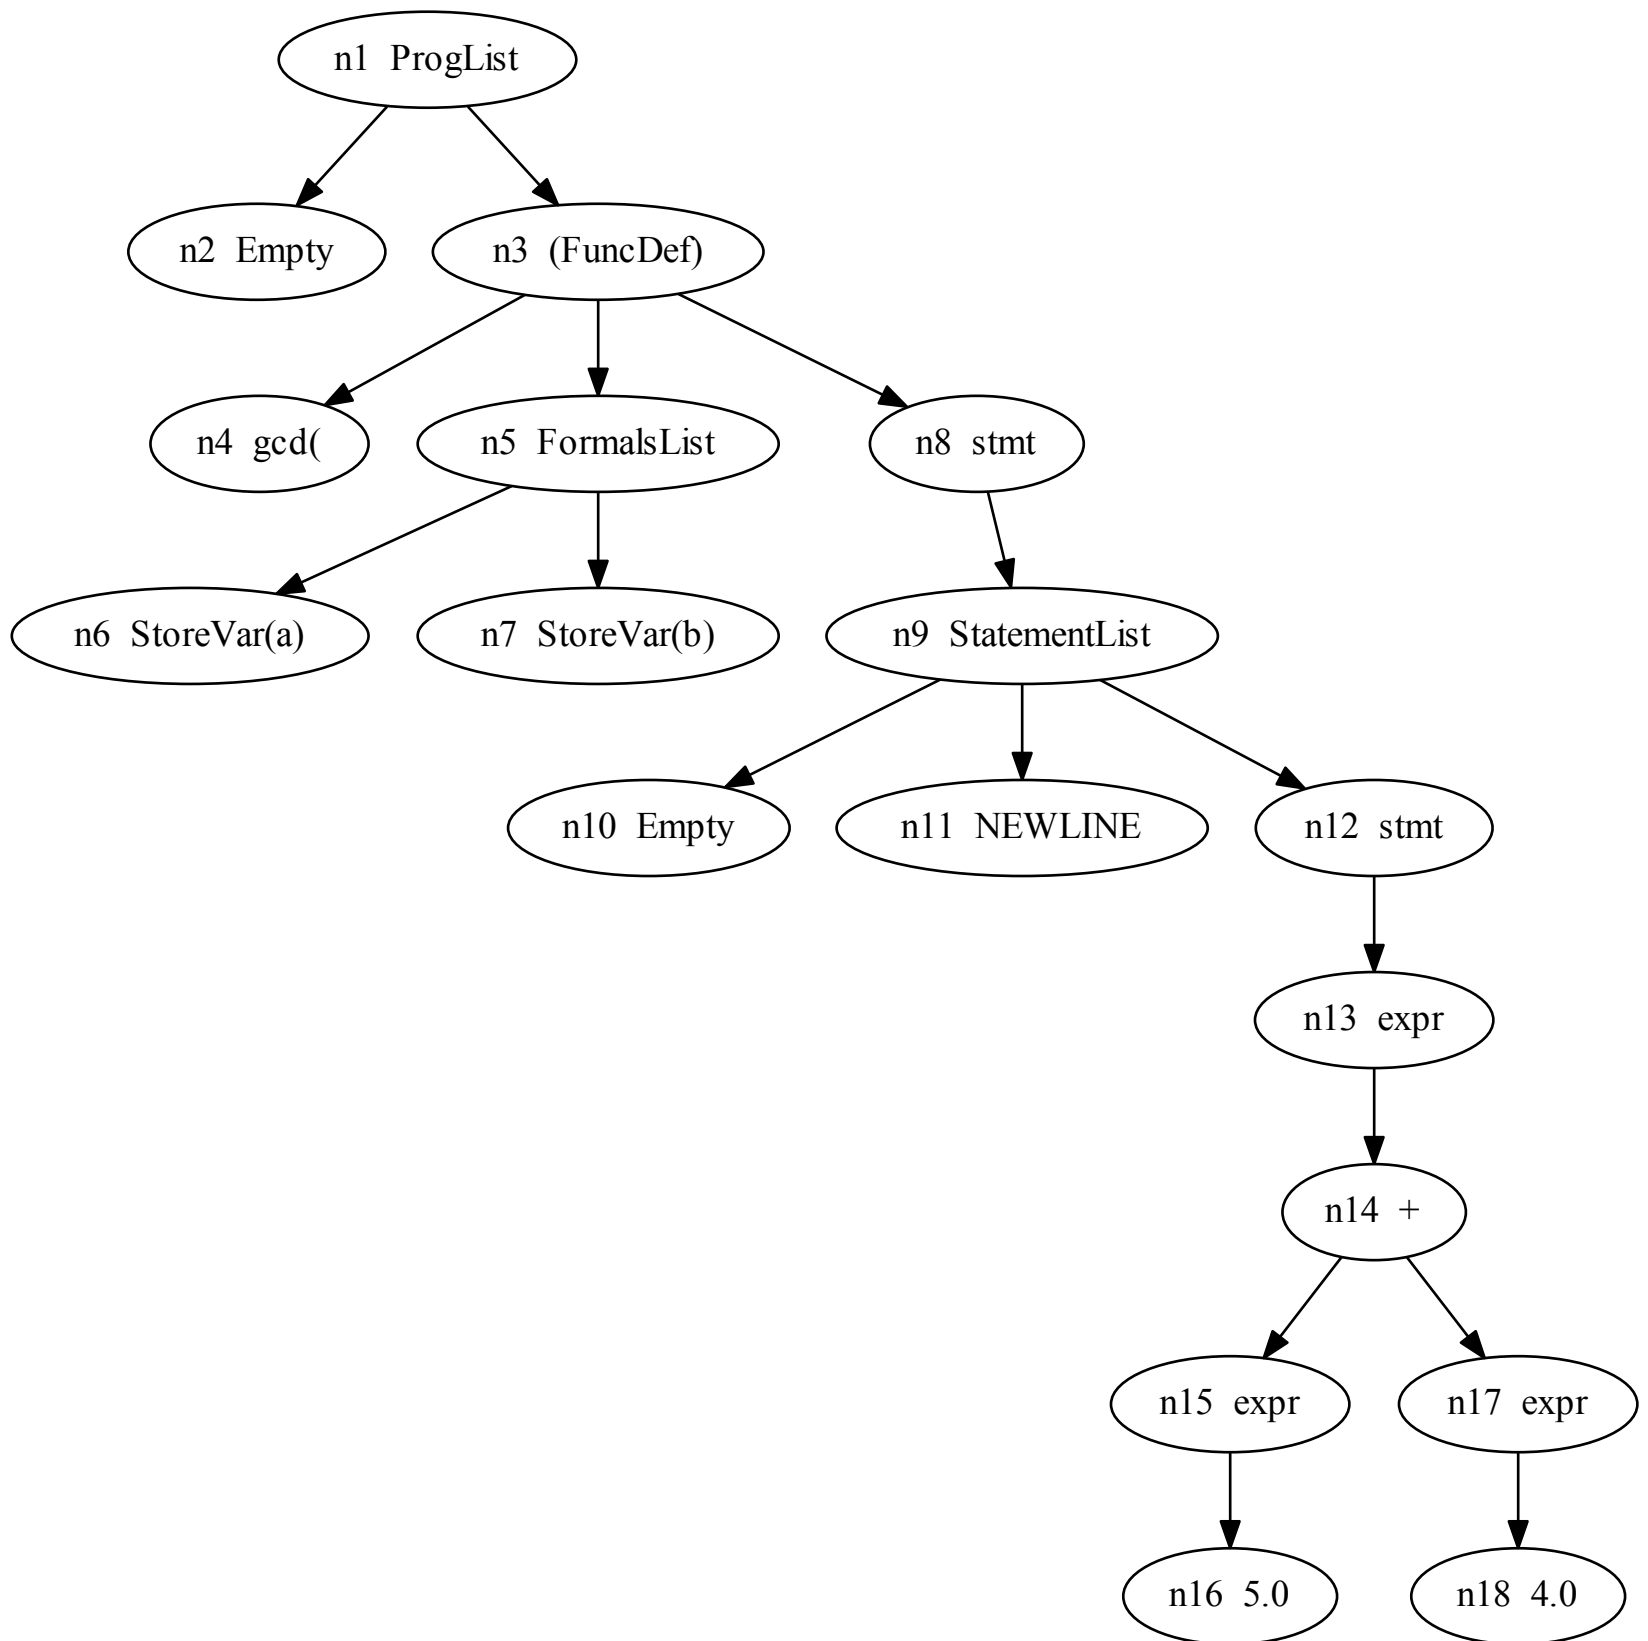 n1 ProgList
n2 Empty
n3 (FuncDef)
n4 gcd(
n5 FormalsList
n8 stmt
n6 StoreVar(a)
n7 StoreVar(b)
n9 StatementList
n10 Empty
n11 NEWLINE
n12 stmt
n13 expr
n14 +
n15 expr
n17 expr
n16 5.0
n18 4.0